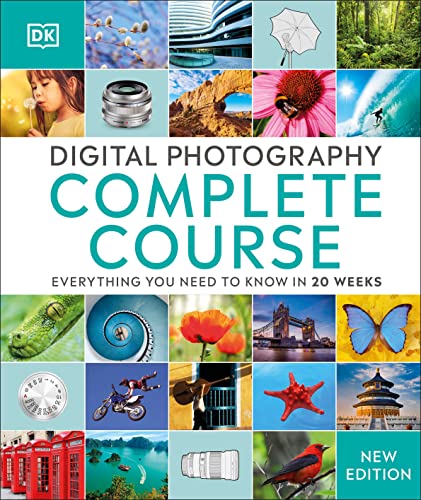 DK
DIGITAL PHOTOGRAPHY
COMPLETE
COURSE
EVERYTHING YOU NEED TO KNOW IN 20 WEEKS
NEW
EDITION